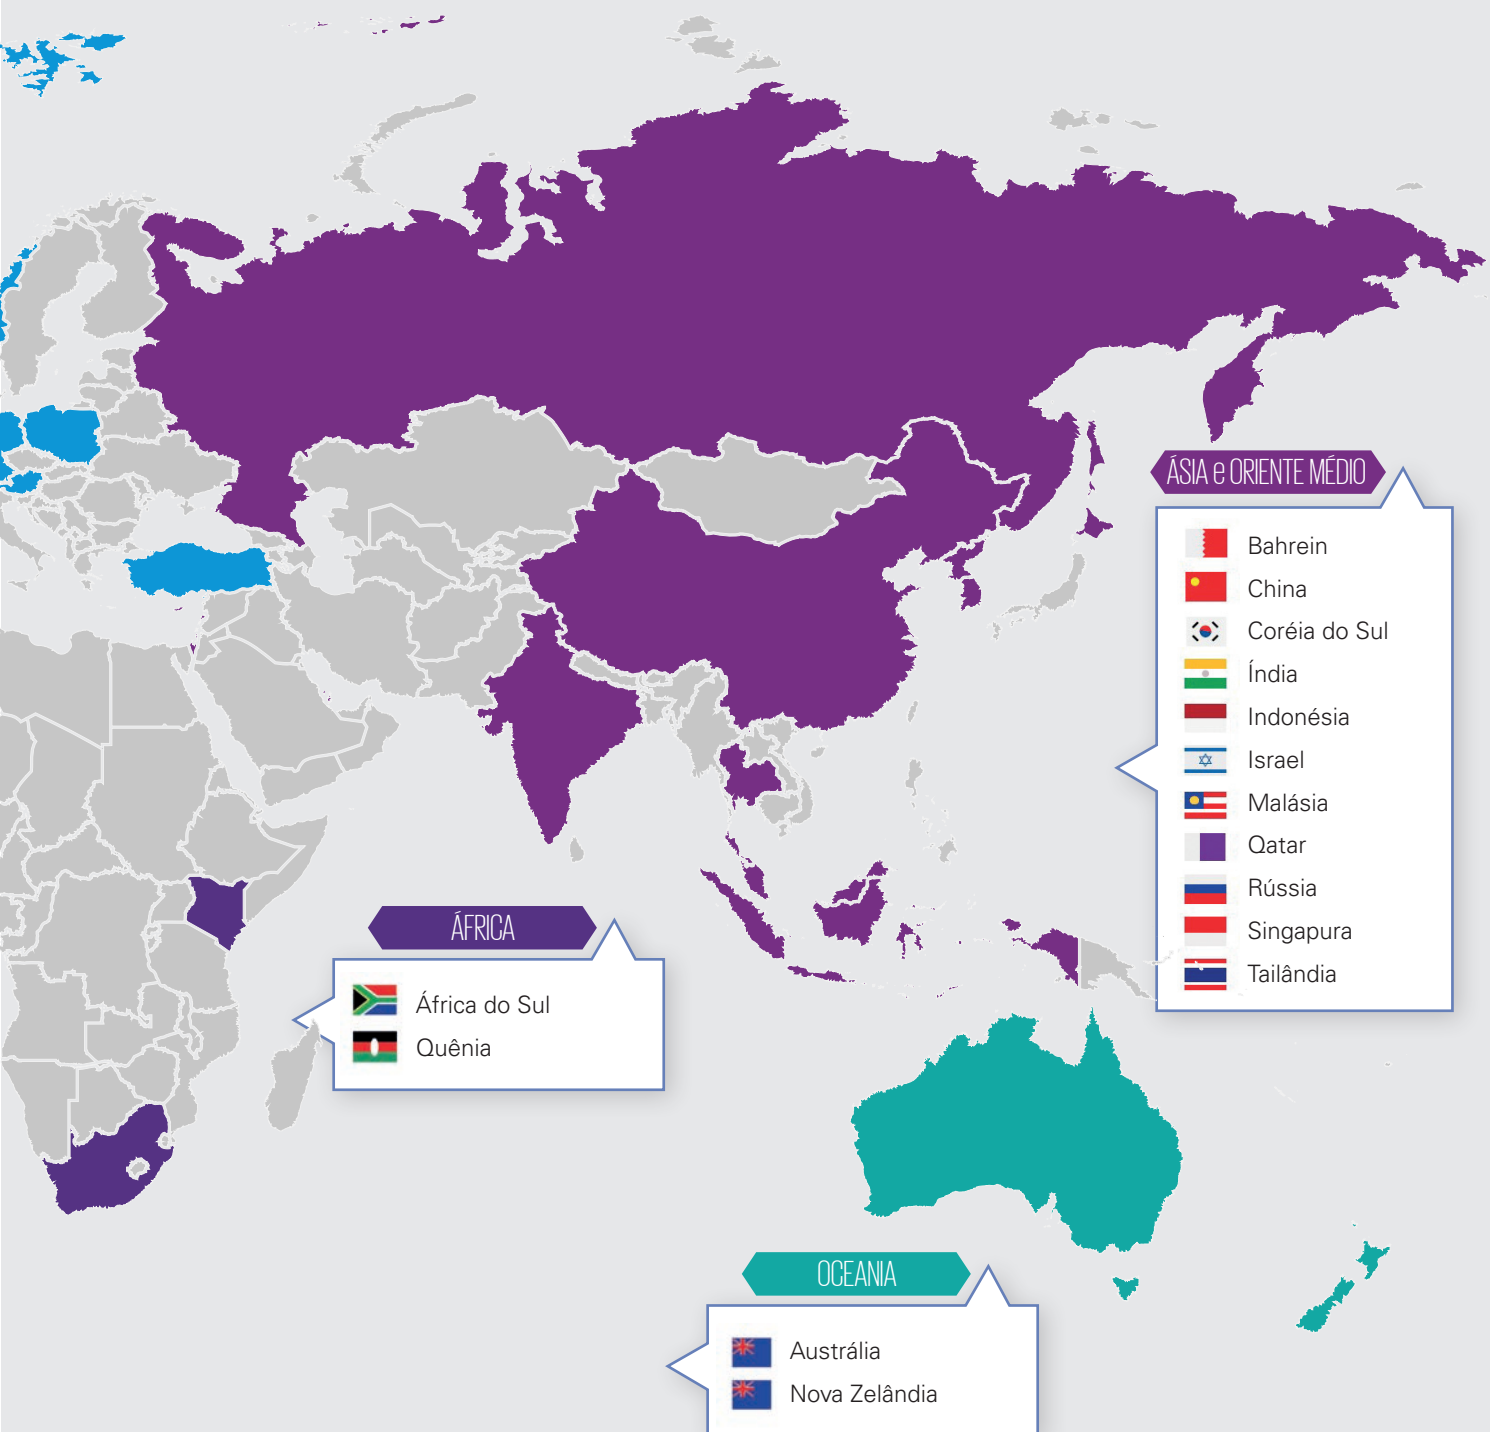 ÁSIA e ORIENTE MÉDIO
Bahrein
China
Coréia do Sul
Índia
Indonésia
Israel
Malásia
Qatar
Rússia
Singapura
Tailândia
ÁFRICA
África do Sul
Quênia
OCEANIA
Austrália
Nova Zelândia